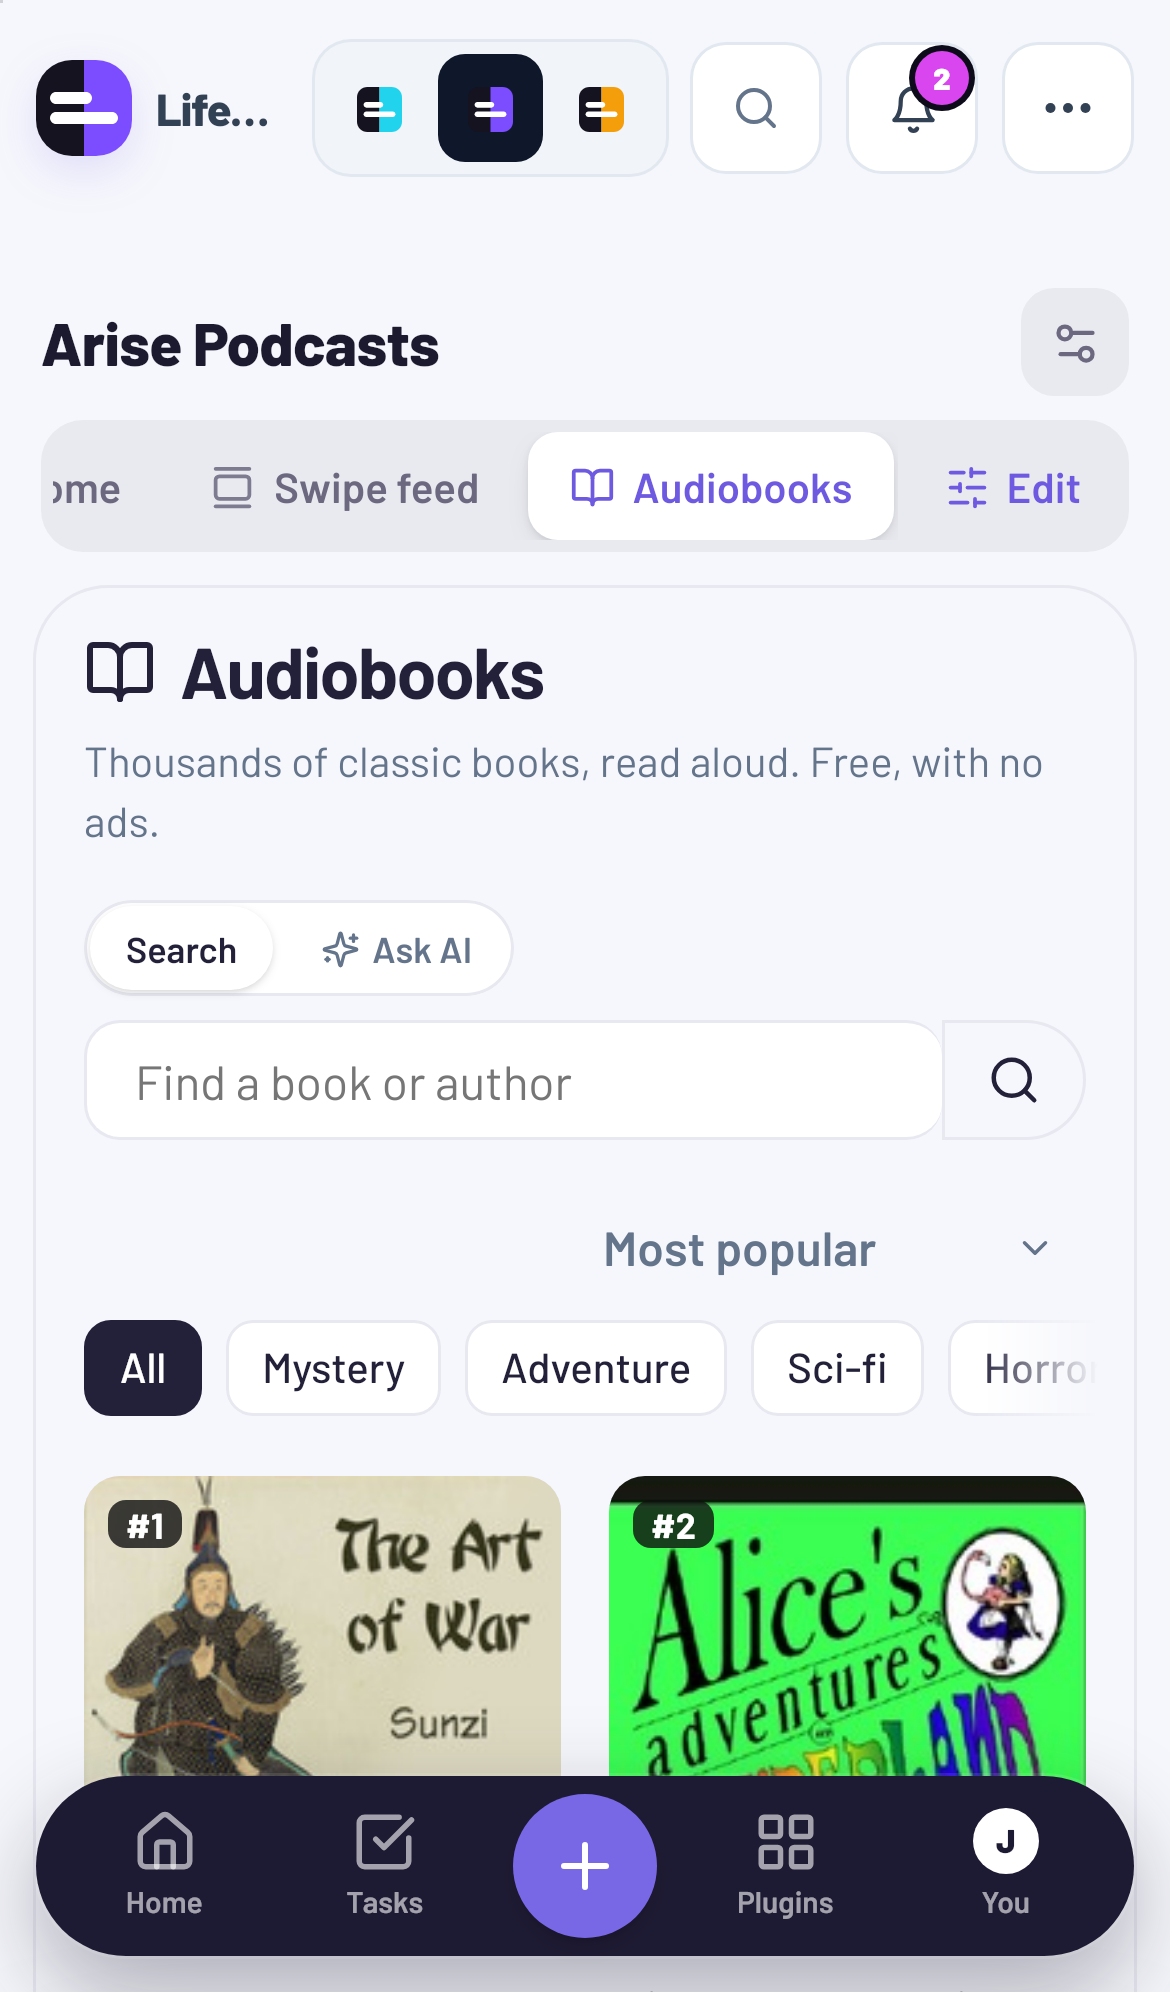 Life...
2
Arise Podcasts
ome
Swipe feed
Audiobooks
Edit
Audiobooks
Thousands of classic books, read aloud. Free, with no
ads.
Search
Ask AI
Find a book or author
Most popular
All
Mystery
Adventure
Sci-fi
Horro
#1
The Art
of War
Sunzi
#2
Alice's
adventures
Home
Tasks
Plugins
J
You